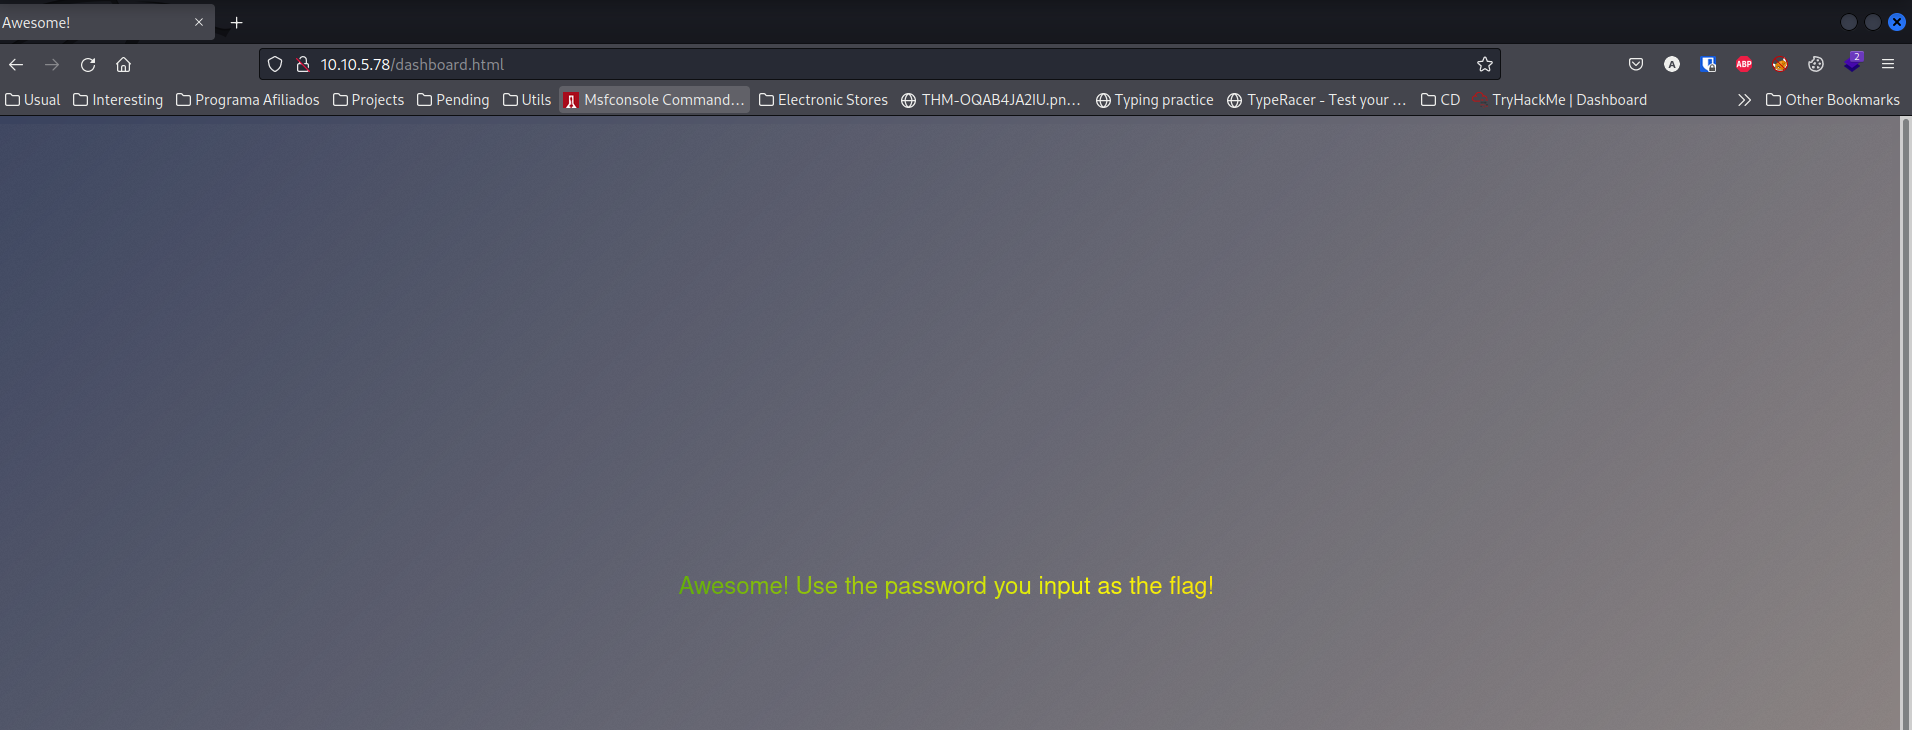 Awesome!
10.10.5.78/dashboard.html
2
Usual Interesting Programa Afiliados Projects Pending Utils Msfconsole Command... Electronic Stores THM-OQAB4JA2IU.pn... Typing practice TypeRacer - Test your ... CD TryHackMe | Dashboard Other Bookmarks
Awesome! Use the password you input as the flag!